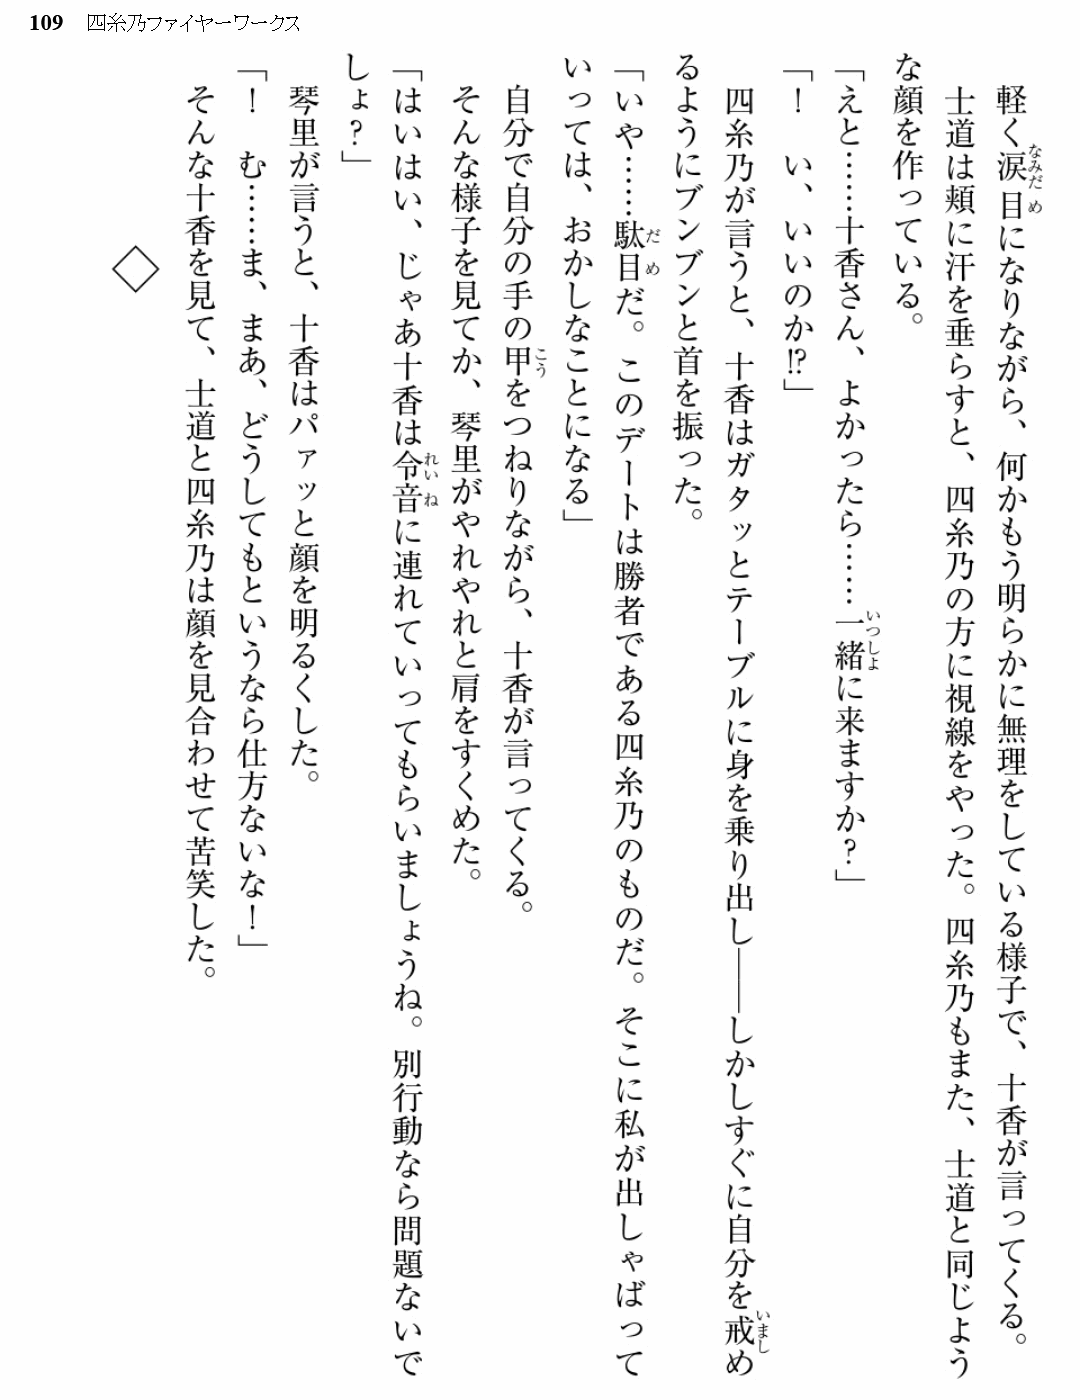 109 四糸乃ファイヤーワークス
　軽く涙目になりながら、何かもう明らかに無理をしている様子で、十香が言ってくる。
　士道は頬に汗を垂らすと、四糸乃の方に視線をやった。四糸乃もまた、士道と同じよう
な顔を作っている。
「えと……十香さん、よかったら……一緒に来ますか？」
「！　い、いいのか!?」
　四糸乃が言うと、十香はガタッとテーブルに身を乗り出し――しかしすぐに自分を戒め
るようにブンブンと首を振った。
「いや……駄目だ。このデートは勝者である四糸乃のものだ。そこに私が出しゃばって
いっては、おかしなことになる」
　自分で自分の手の甲をつねりながら、十香が言ってくる。
　そんな様子を見てか、琴里がやれやれと肩をすくめた。
「はいはい、じゃあ十香は令音に連れていってもらいましょうね。別行動なら問題ないで
しょ？」
　琴里が言うと、十香はパァッと顔を明るくした。
「！　む……ま、まあ、どうしてもというなら仕方ないな！」
　そんな十香を見て、士道と四糸乃は顔を見合わせて苦笑した。
◇